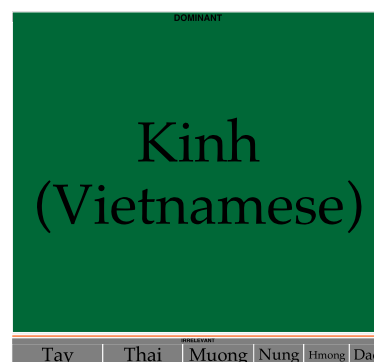 DOMINANT
Kinh
(Vietnamese)
IRRELEVANT
Tay Thai Muong Nung Hmong